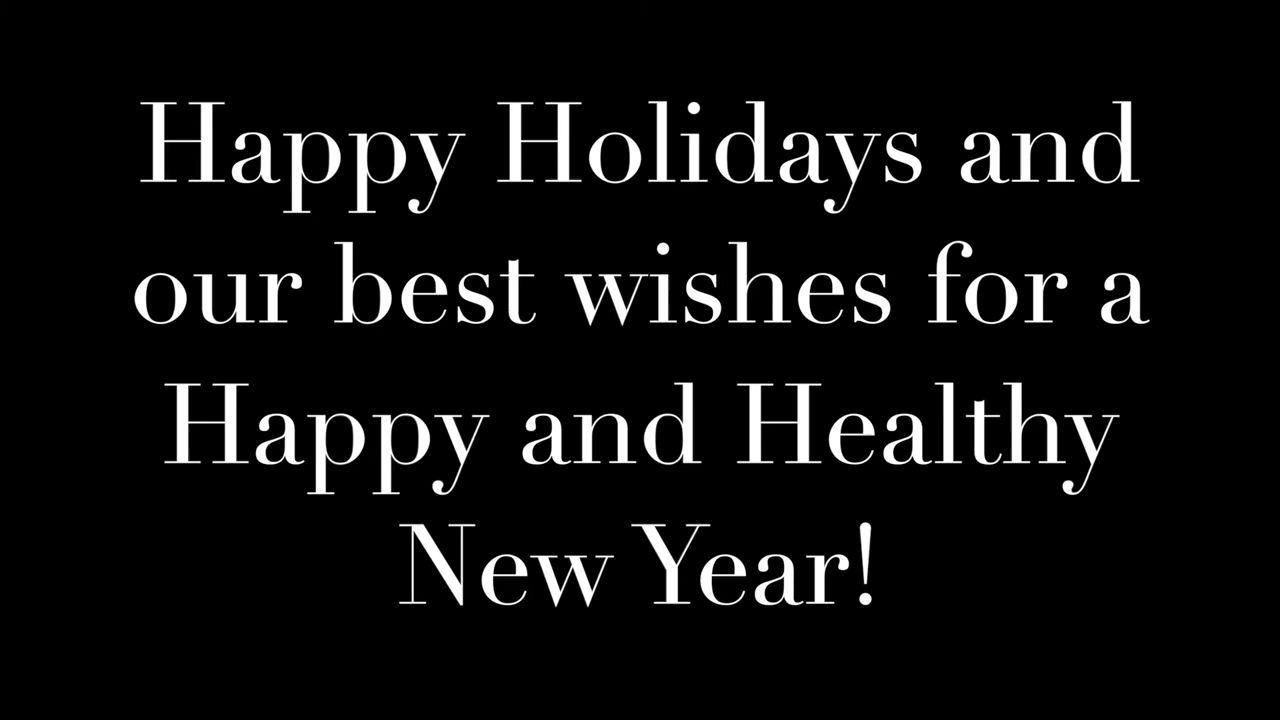 Happy Holidays and
our best wishes for a
Happy and Healthy
New Year!